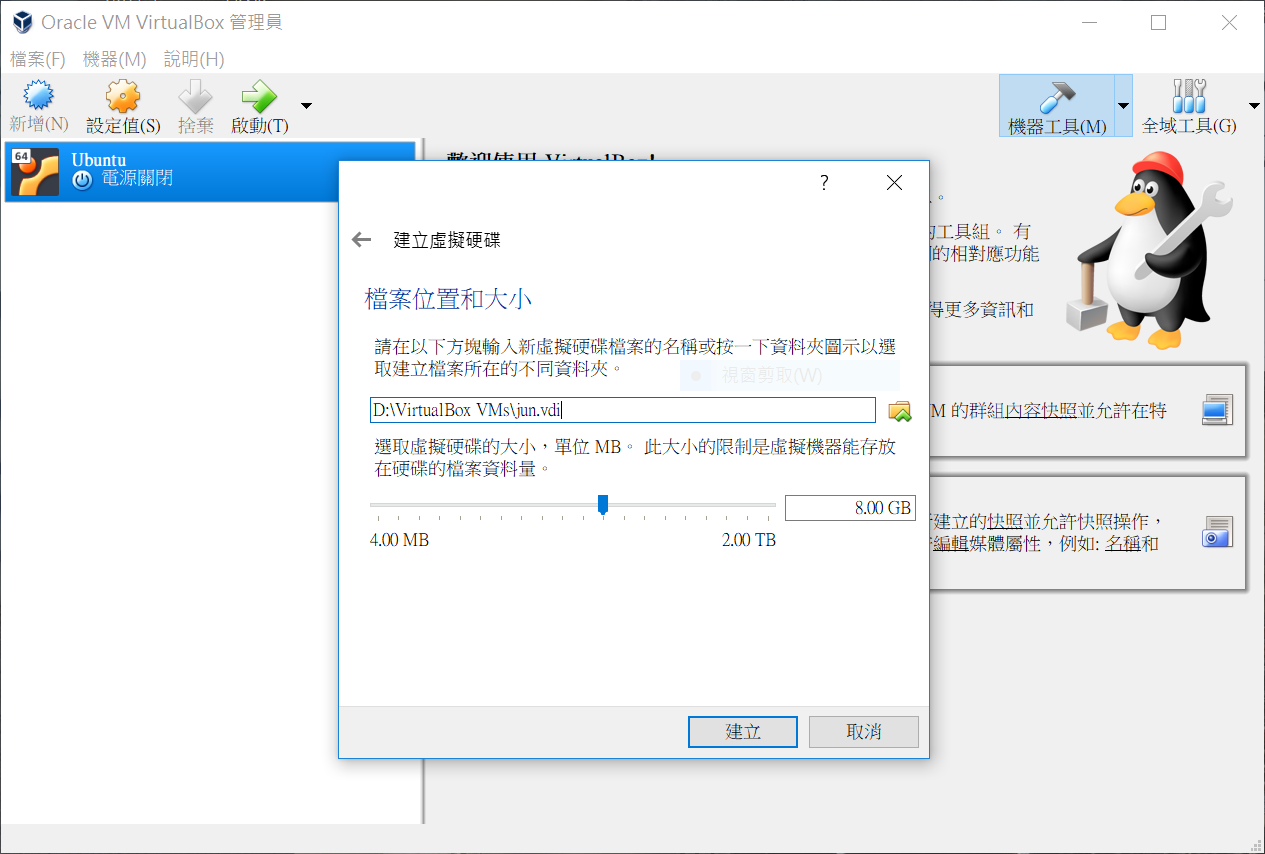 Oracle VM VirtualBox 管理員
檔案(F) 機器(M) 說明(H)
新增(N) 設定值(S) 捨棄 啟動(T) 機器工具(M) 全域工具(G)
64
Ubuntu
電源關閉
歡迎使用 VirtualBox!
?
建立虛擬硬碟
檔案位置和大小
請在以下方塊輸入新虛擬硬碟檔案的名稱或按一下資料夾圖示以選
取建立檔案所在的不同資料夾。
視窗剪取(W)
D:\VirtualBox VMs\jun.vdi
選取虛擬硬碟的大小，單位 MB。 此大小的限制是虛擬機器能存放
在硬碟的檔案資料量。
8.00 GB
4.00 MB 2.00 TB
建立 取消
。
工具組。 有
的相對應功能
得更多資訊和
M 的群組內容快照並允許在特
建立的快照並允許快照操作，
編輯媒體屬性，例如: 名稱和